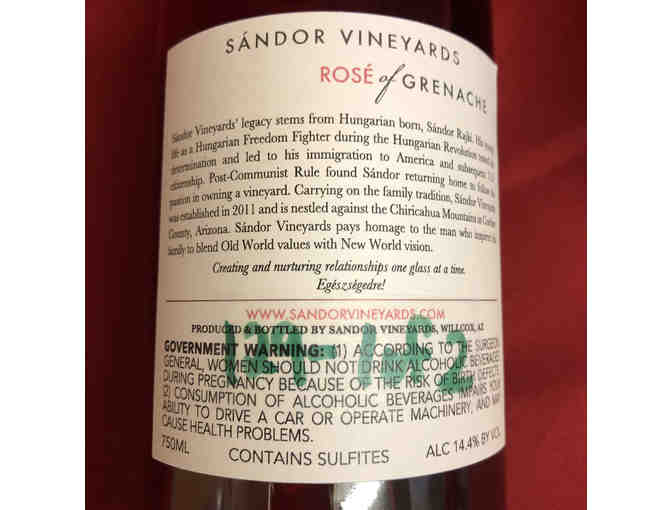 SÁNDOR VINEYARDS
ROSÉ of GRENACHE
Sándor Vineyards' legacy stems from Hungarian born, Sándor Rajki. His
life as a Hungarian Freedom Fighter during the Hungarian Revolution
determination and led to his immigration to America and subsequent
citizenship. Post-Communist Rule found Sándor returning home to follow his
passion in owning a vineyard. Carrying on the family tradition, Sándor Vineyards
was established in 2011 and is nestled against the Chiricahua Mountains in Cochise
County, Arizona. Sándor Vineyards pays homage to the man who inspired his
family to blend Old World values with New World vision.
Creating and nurturing relationships one glass at a time.
Egészségedre!
WWW.SANDORVINEYARDS.COM
PRODUCED & BOTTLED BY SANDOR VINEYARDS, WILLCOX, AZ
GOVERNMENT WARNING: (1) ACCORDING TO THE SURGEON
GENERAL, WOMEN SHOULD NOT DRINK ALCOHOLIC BEVERAGES
DURING PREGNANCY BECAUSE OF THE RISK OF BIRTH DEFECTS.
(2) CONSUMPTION OF ALCOHOLIC BEVERAGES IMPAIRS YOUR
ABILITY TO DRIVE A CAR OR OPERATE MACHINERY, AND MAY
CAUSE HEALTH PROBLEMS.
750ML CONTAINS SULFITES ALC 14.4% BY VOL